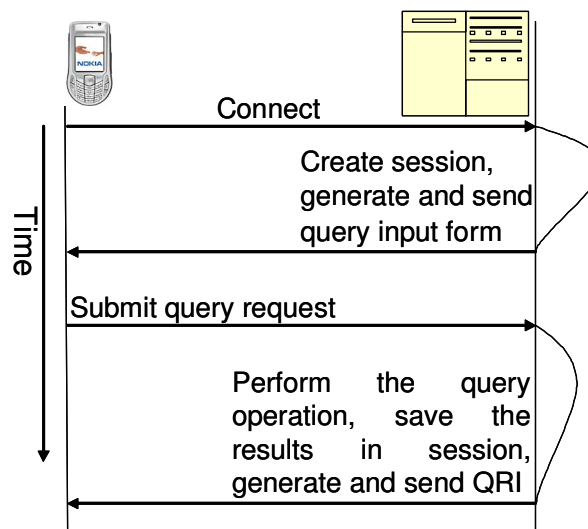 NOKIA
Connect
Create session,
generate and send
query input form
Time
Submit query request
Perform the query
operation, save the
results in session,
generate and send QRI